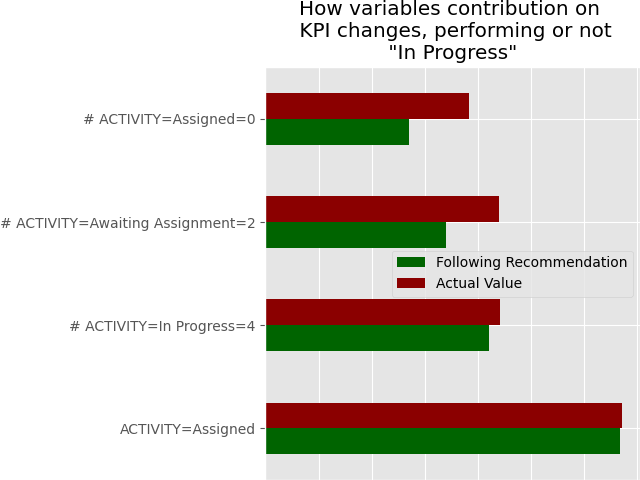 How variables contribution on
KPI changes, performing or not
"In Progress"
# ACTIVITY=Assigned=0
# ACTIVITY=Awaiting Assignment=2
Following Recommendation
Actual Value
# ACTIVITY=In Progress=4
ACTIVITY=Assigned